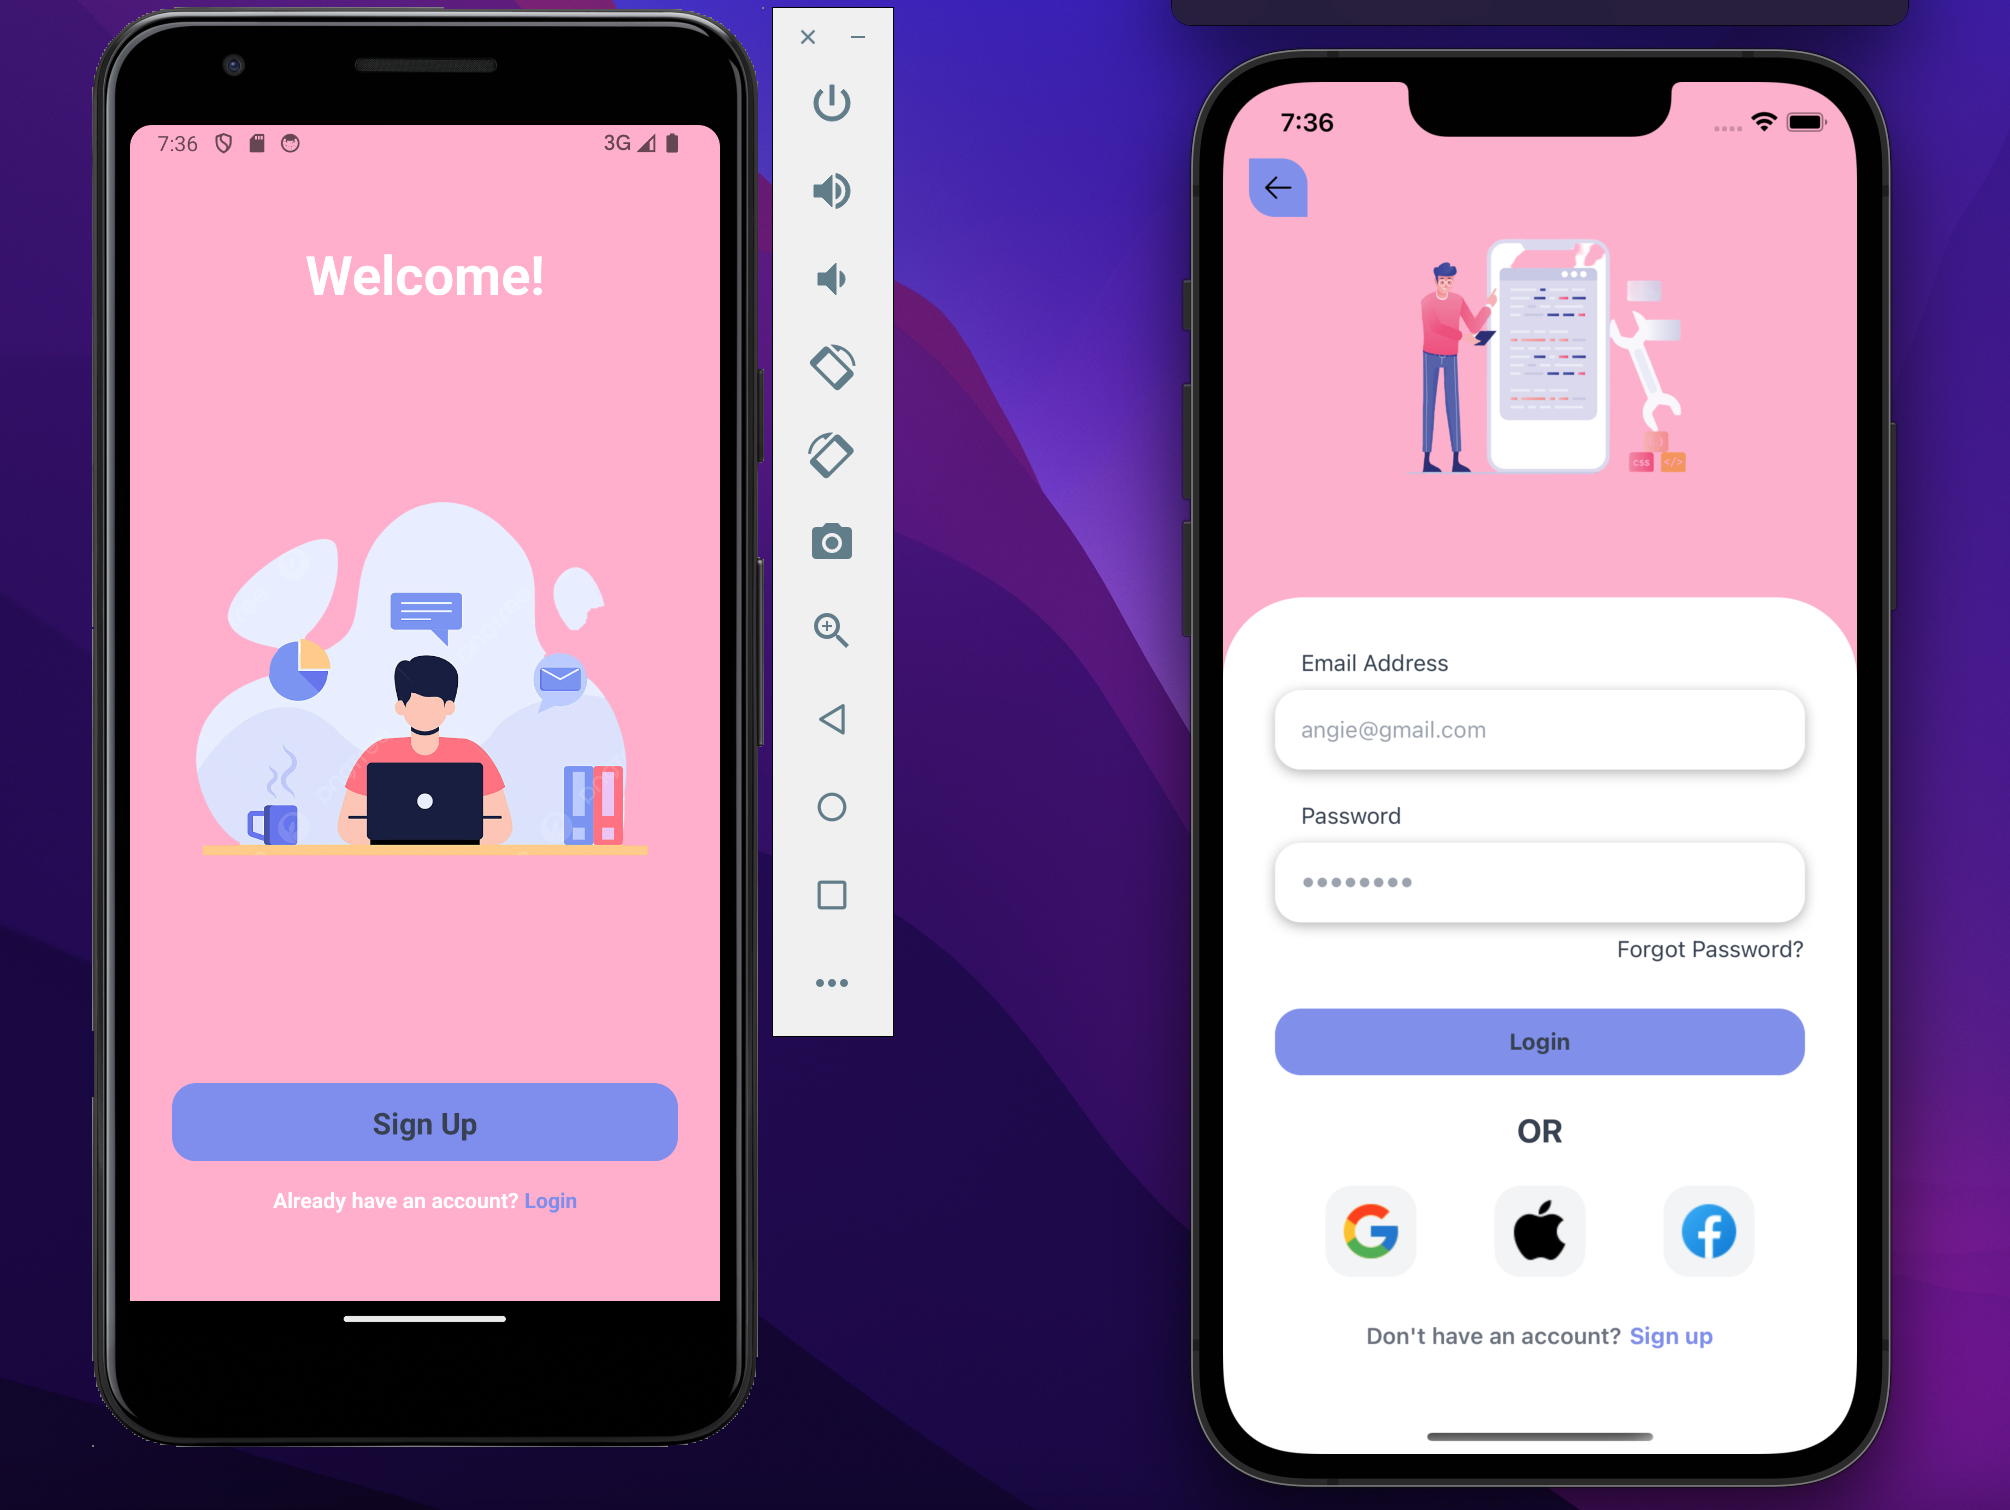 7:36
3G
Welcome!
Sign Up
Already have an account? Login
7:36
css
</>
Email Address
angie@gmail.com
Password
Forgot Password?
Login
OR
Don't have an account? Sign up